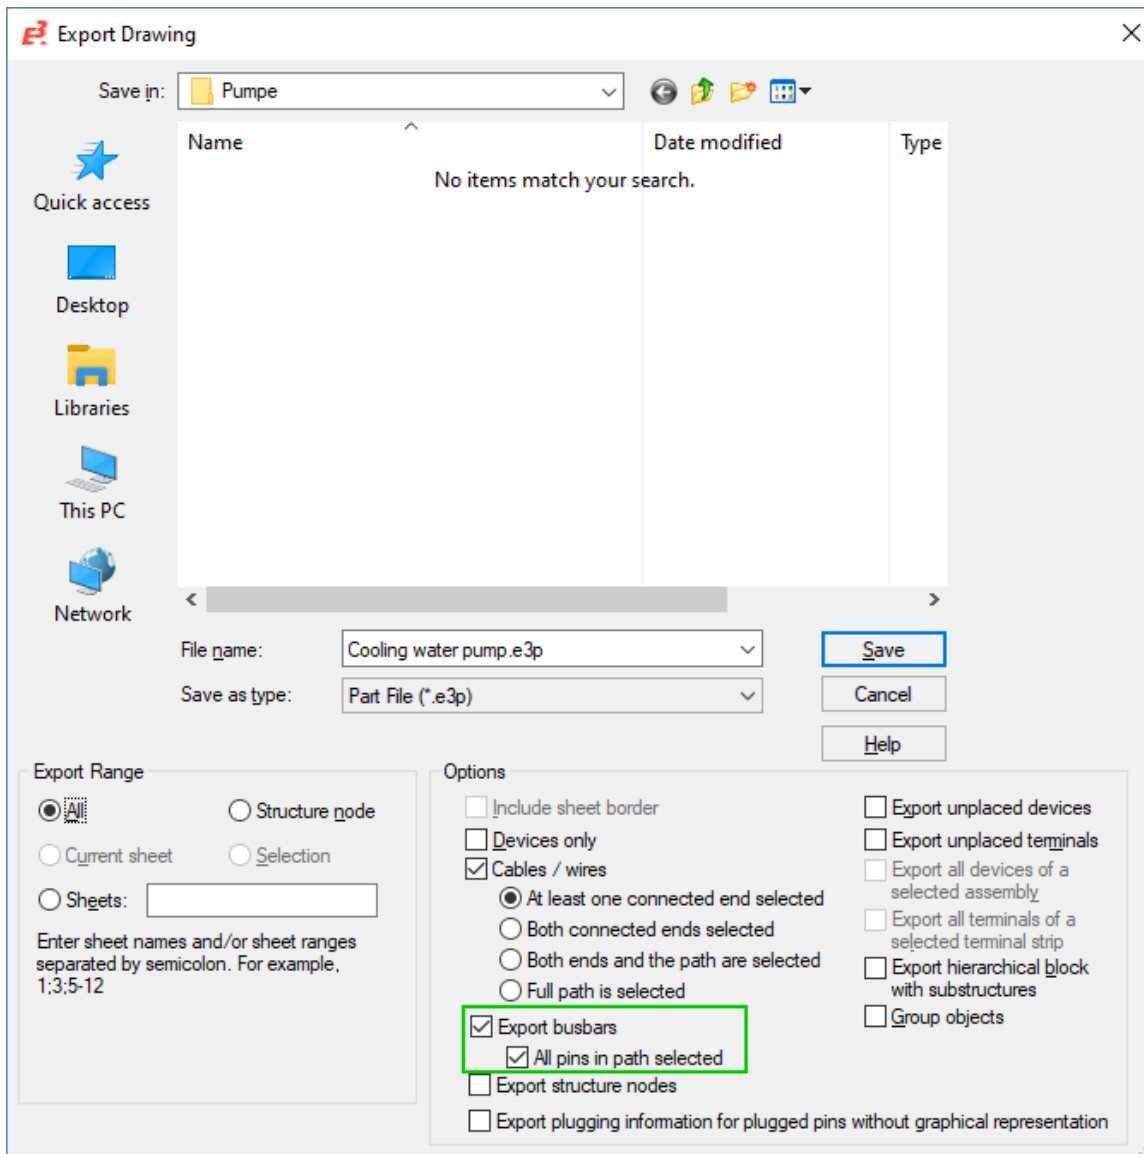 E³. Export Drawing
Save in: Pumpe
Name Date modified Type
No items match your search.
Quick access
Desktop
Libraries
This PC
Network
File name: Cooling water pump.e3p Save
Save as type: Part File (*.e3p) Cancel
Help
Export Range
All Structure node
Current sheet Selection
Sheets:
Enter sheet names and/or sheet ranges
separated by semicolon. For example,
1;3;5-12
Options
Include sheet border
Devices only
Cables / wires
At least one connected end selected
Both connected ends selected
Both ends and the path are selected
Full path is selected
Export busbars
All pins in path selected
Export structure nodes
Export plugging information for plugged pins without graphical representation
Export unplaced devices
Export unplaced terminals
Export all devices of a
selected assembly
Export all terminals of a
selected terminal strip
Export hierarchical block
with substructures
Group objects